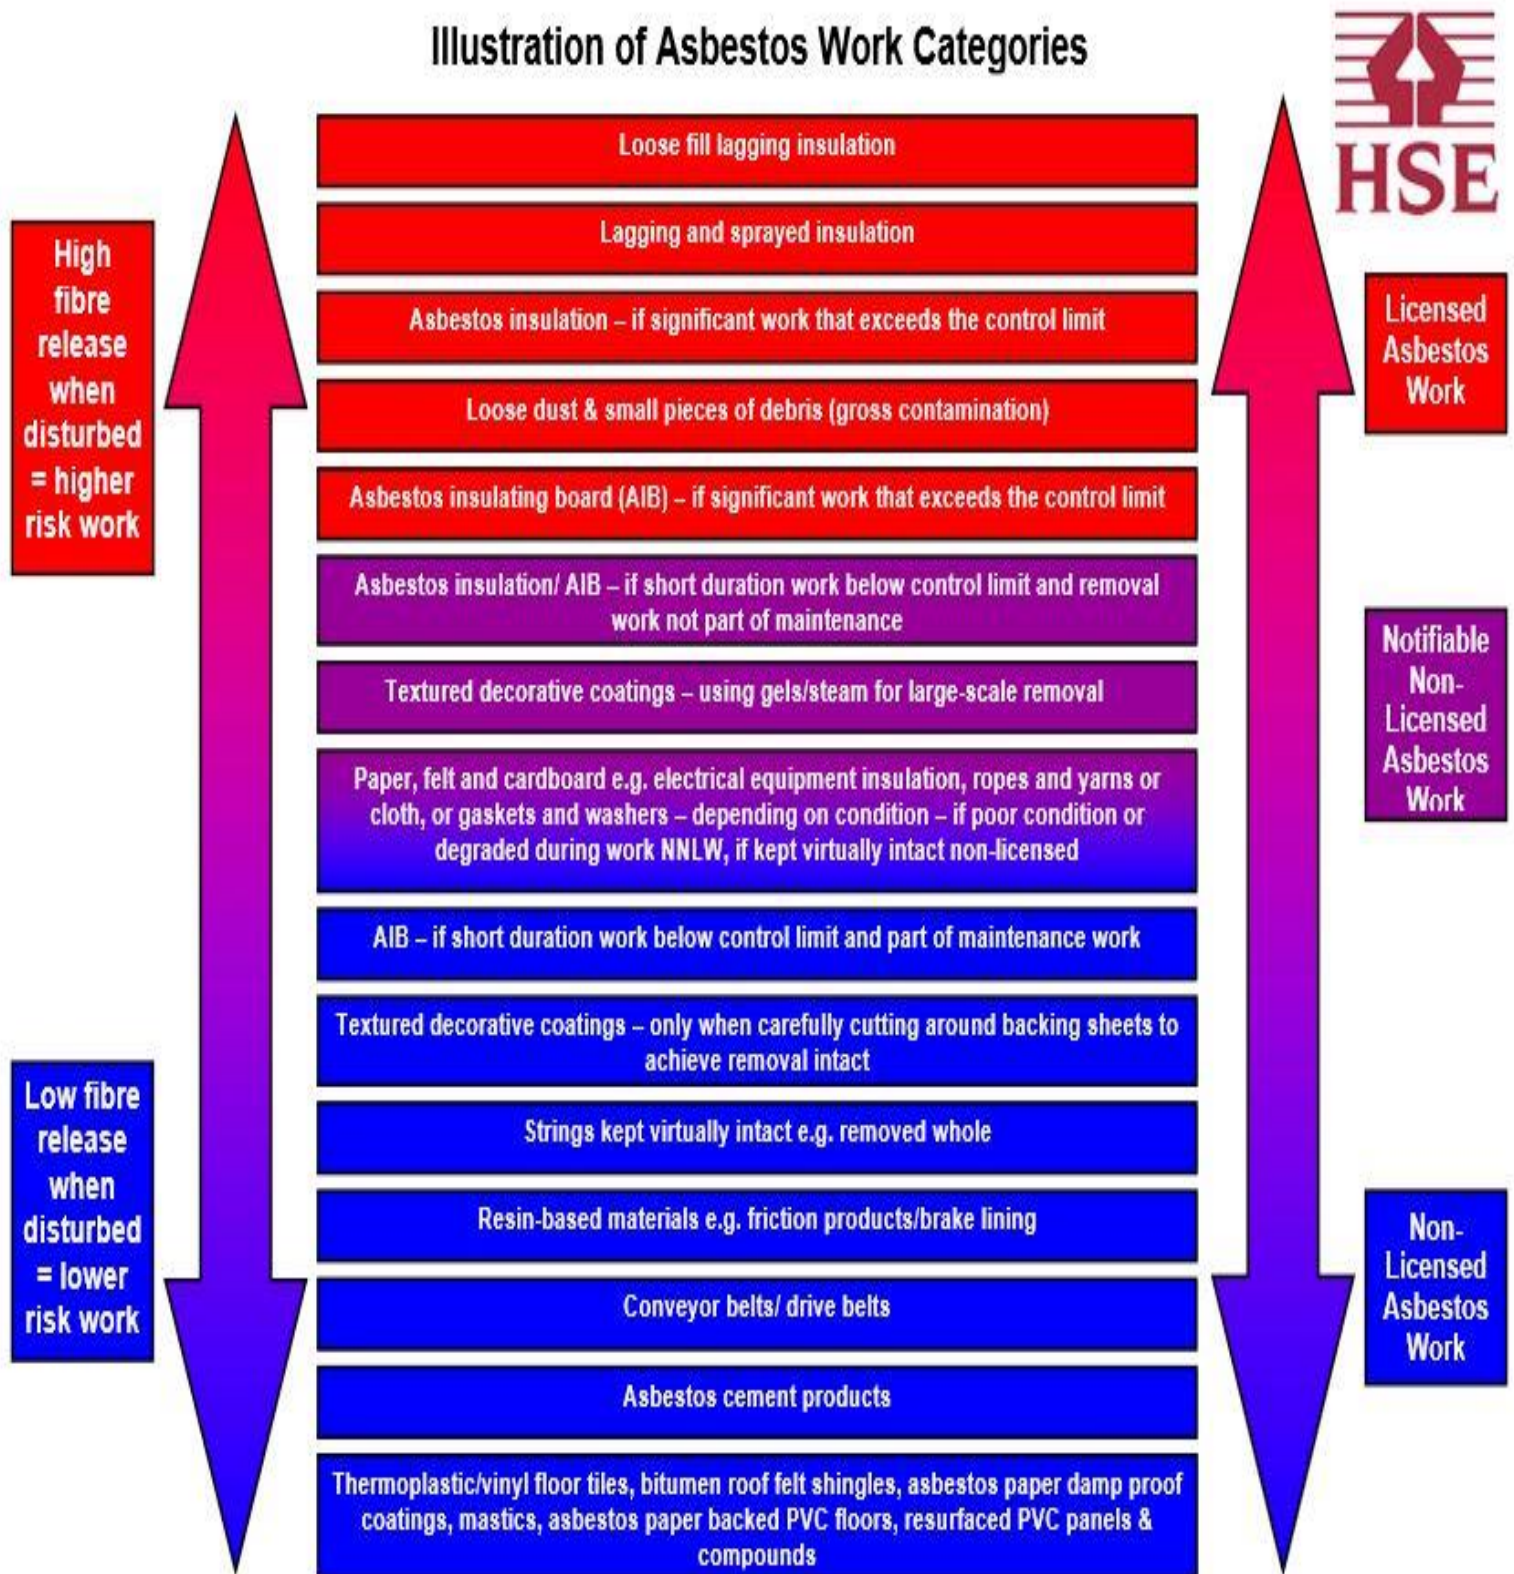 Illustration of Asbestos Work Categories
HSE
High
fibre
release
when
disturbed
= higher
risk work
Low fibre
release
when
disturbed
= lower
risk work
Loose fill lagging insulation
Lagging and sprayed insulation
Asbestos insulation – if significant work that exceeds the control limit
Loose dust & small pieces of debris (gross contamination)
Asbestos insulating board (AIB) – if significant work that exceeds the control limit
Asbestos insulation/ AIB – if short duration work below control limit and removal
work not part of maintenance
Textured decorative coatings – using gels/steam for large-scale removal
Paper, felt and cardboard e.g. electrical equipment insulation, ropes and yarns or
cloth, or gaskets and washers – depending on condition – if poor condition or
degraded during work NNLW, if kept virtually intact non-licensed
AIB – if short duration work below control limit and part of maintenance work
Textured decorative coatings – only when carefully cutting around backing sheets to
achieve removal intact
Strings kept virtually intact e.g. removed whole
Resin-based materials e.g. friction products/brake lining
Conveyor belts/ drive belts
Asbestos cement products
Thermoplastic/vinyl floor tiles, bitumen roof felt shingles, asbestos paper damp proof
coatings, mastics, asbestos paper backed PVC floors, resurfaced PVC panels &
compounds
Licensed
Asbestos
Work
Notifiable
Non-
Licensed
Asbestos
Work
Non-
Licensed
Asbestos
Work